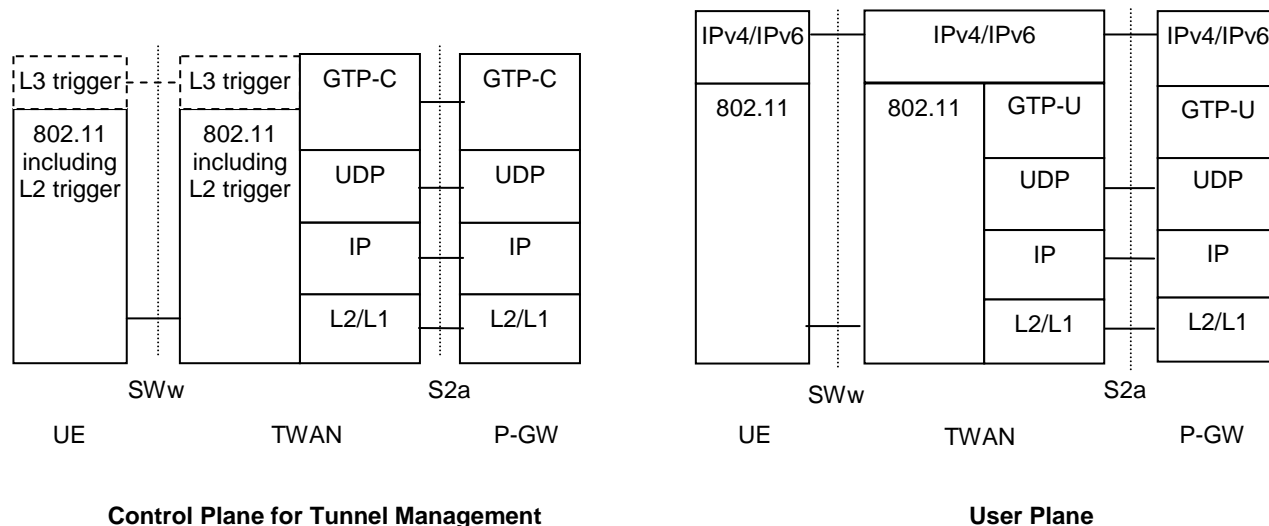 L3 trigger
802.11
including
L2 trigger
L3 trigger
802.11
including
L2 trigger
GTP-C
UDP
IP
L2/L1
GTP-C
UDP
IP
L2/L1
SWw
S2a
UE
TWAN
P-GW
Control Plane for Tunnel Management
IPv4/IPv6
802.11
IPv4/IPv6
802.11
GTP-U
UDP
IP
L2/L1
IPv4/IPv6
GTP-U
UDP
IP
L2/L1
SWw
S2a
UE
TWAN
P-GW
User Plane